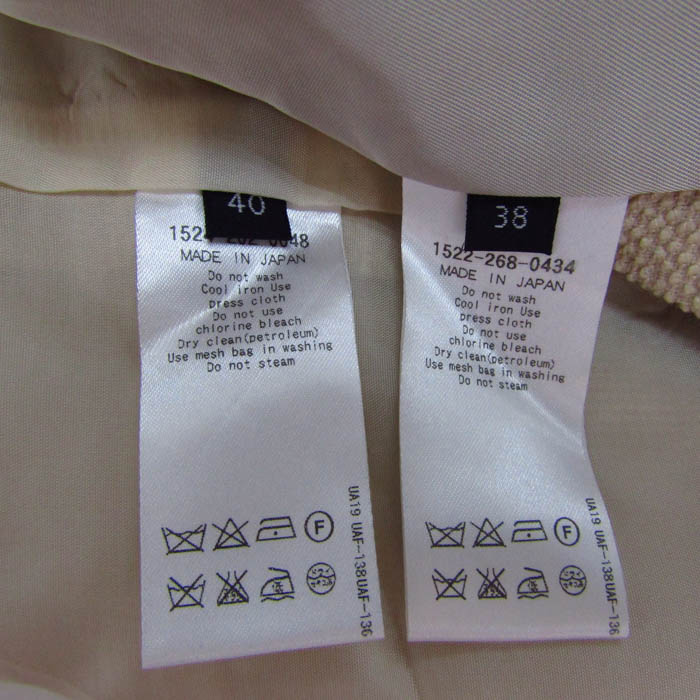 40
MADE IN JAPAN
Do not wash
Cool iron Use
press cloth
Do not use
chlorine bleach
Dry clean(petroleum)
Use mesh bag in washing
Do not steam
F
UA19 UAF-138UAF-136
38
1522-268-0434
MADE IN JAPAN
Do not wash
Cool iron Use
press cloth
Do not use
chlorine bleach
Dry clean(petroleum)
Use mesh bag in washing
Do not steam
F
UA19 UAF-138UAF-136